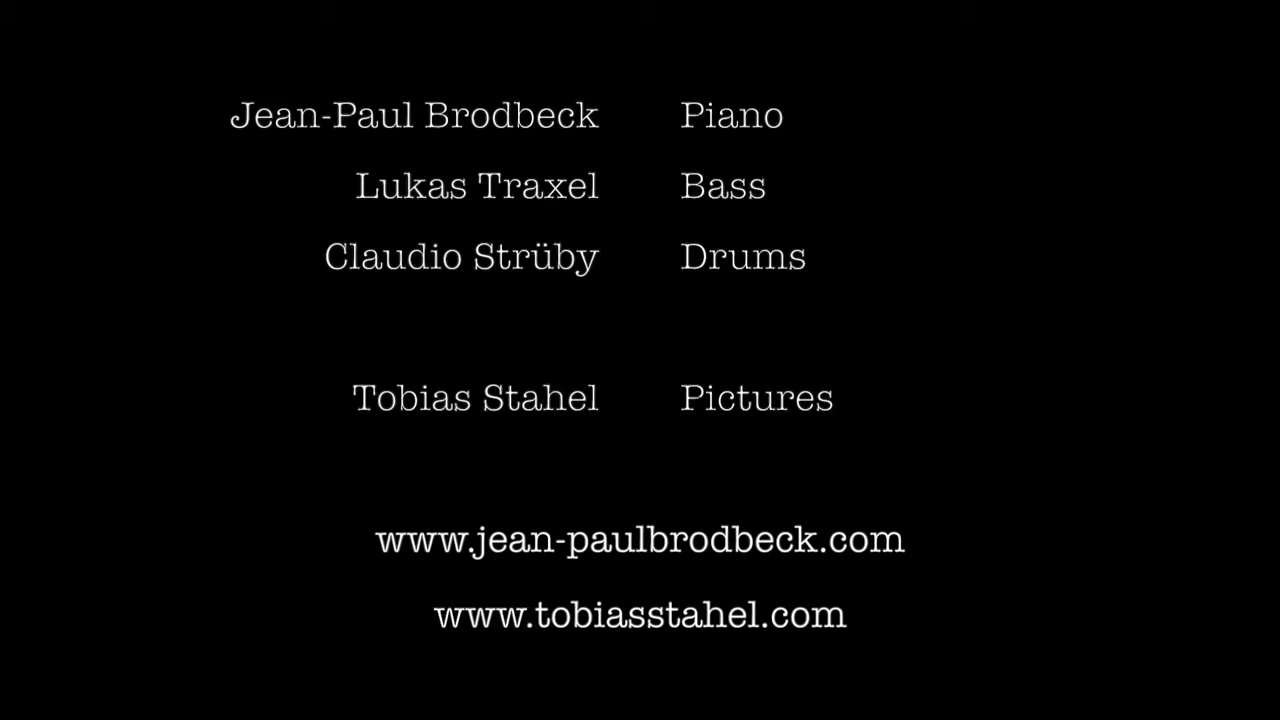 Jean-Paul Brodbeck Piano
Lukas Traxel Bass
Claudio Strüby Drums
Tobias Stahel Pictures
www.jean-paulbrodbeck.com
www.tobiasstahel.com